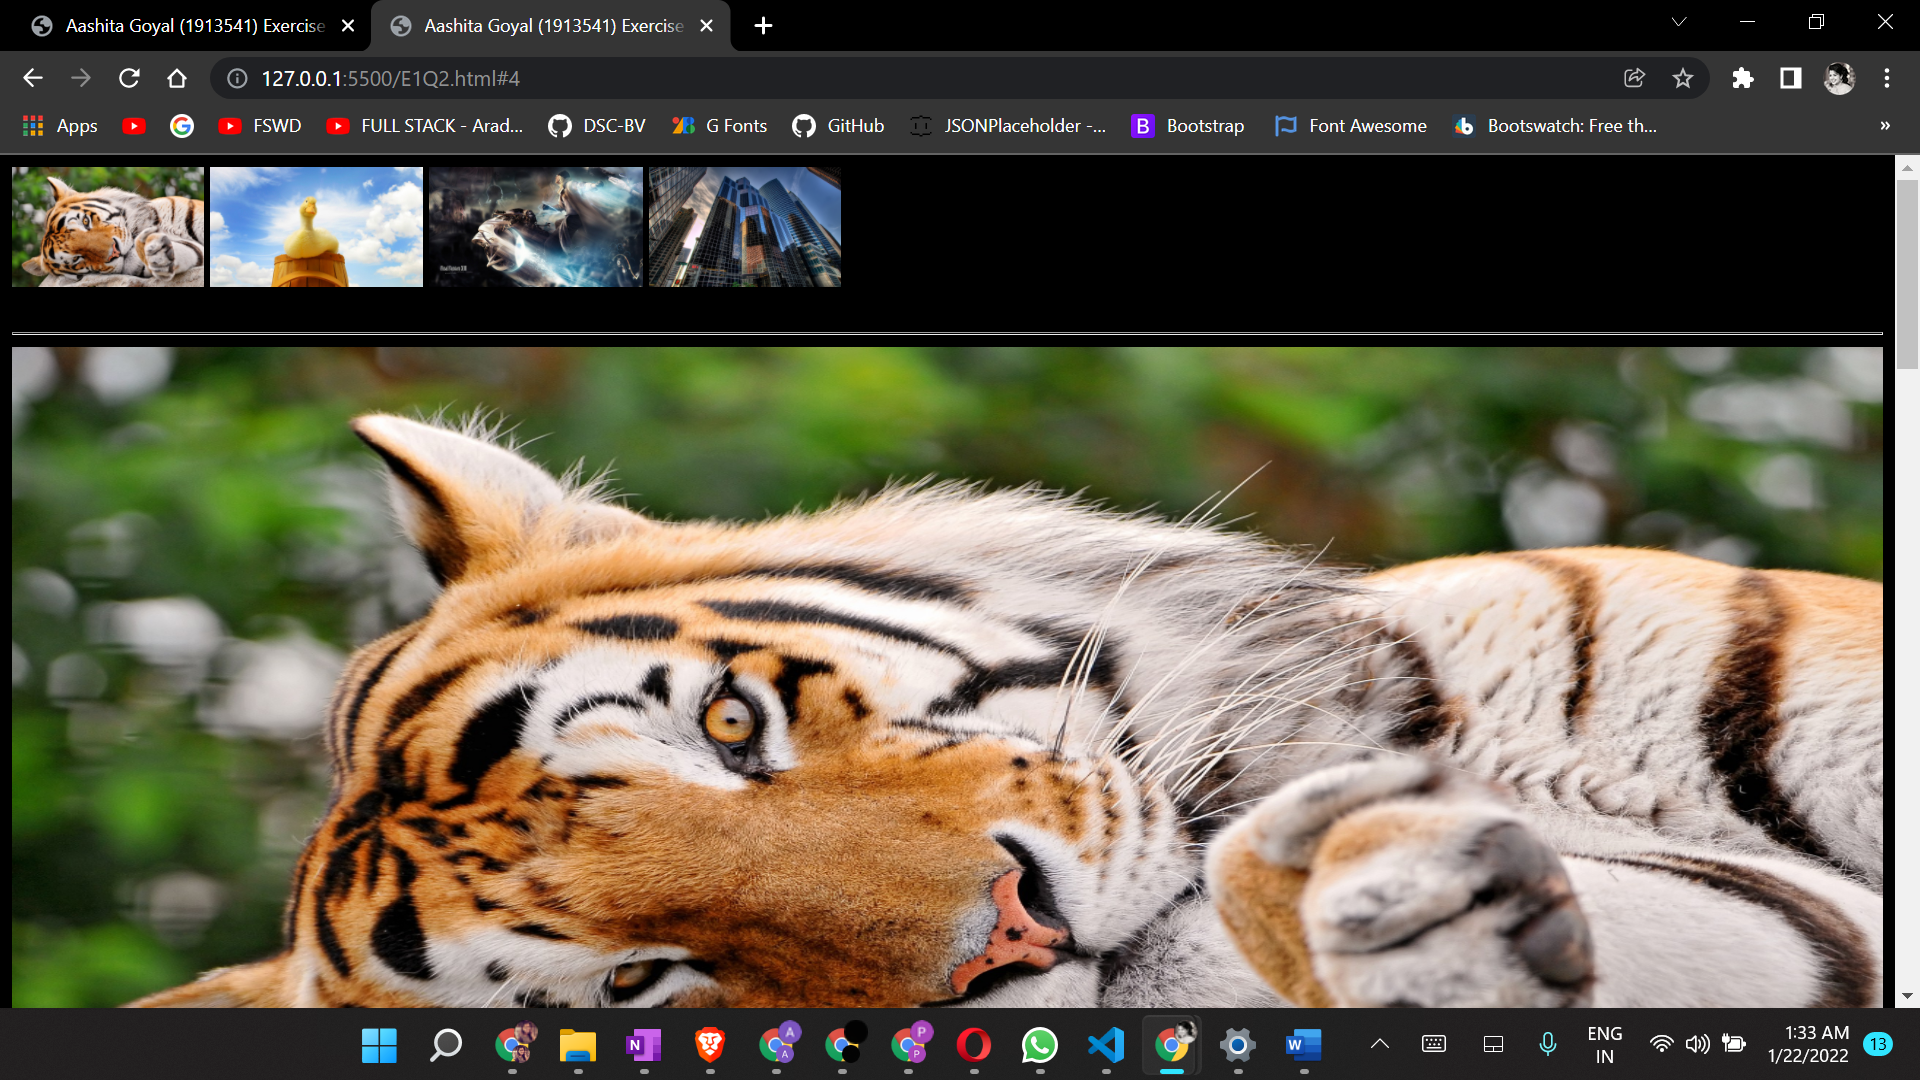 Aashita Goyal (1913541) Exercise
Aashita Goyal (1913541) Exercise
127.0.0.1:5500/E1Q2.html#4
Apps FSWD FULL STACK - Arad... DSC-BV G Fonts GitHub JSONPlaceholder -... B Bootstrap Font Awesome Bootswatch: Free th... »
ENG
IN
1:33 AM
1/22/2022
13